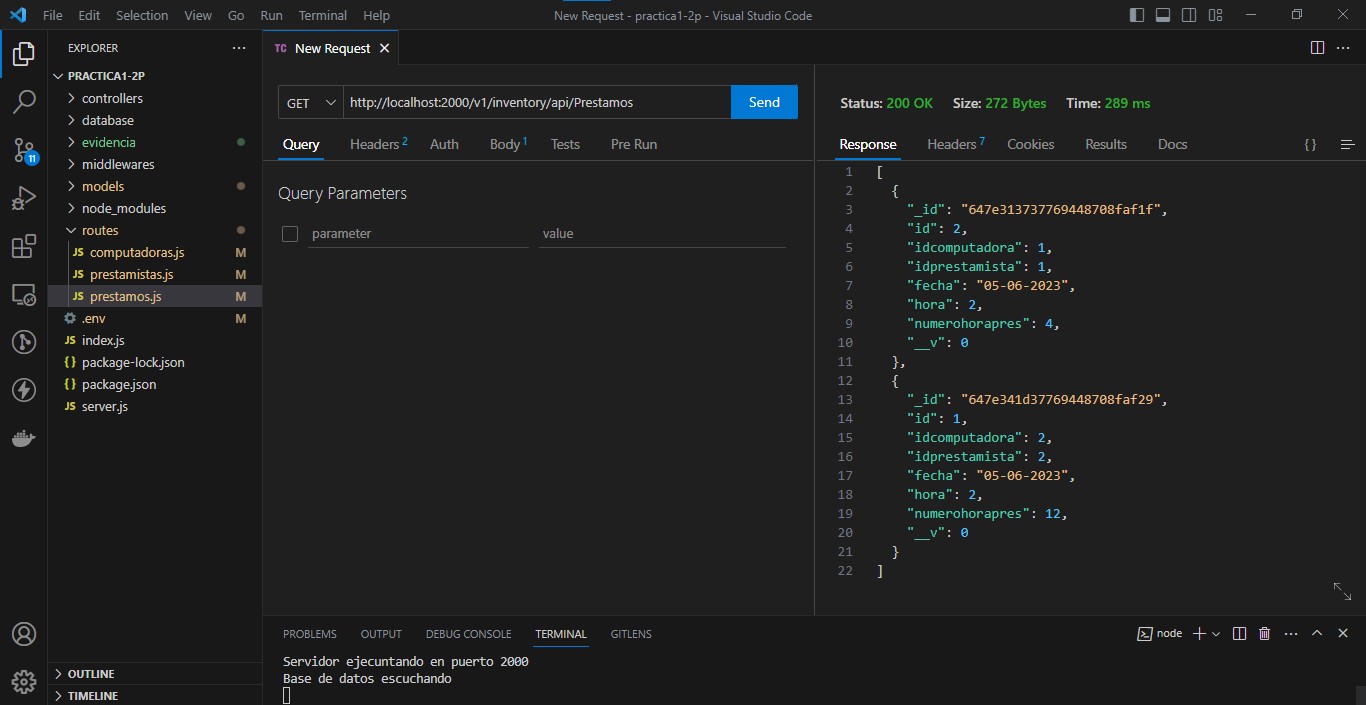 File Edit Selection View Go Run Terminal Help
New Request - practica1-2p - Visual Studio Code
EXPLORER
PRACTICA1-2P
controllers
database
evidencia
middlewares
models
node_modules
routes
JS computadoras.js M
JS prestamistas.js M
JS prestamos.js M
.env M
JS index.js
{} package-lock.json
{} package.json
JS server.js
OUTLINE
TIMELINE
11
TC New Request
GET http://localhost:2000/v1/inventory/api/Prestamos Send
Query Headers 2 Auth Body 1 Tests Pre Run
Query Parameters
parameter value
Status: 200 OK Size: 272 Bytes Time: 289 ms
Response Headers 7 Cookies Results Docs {}
1 [
2 {
3 "_id": "647e313737769448708faf1f",
4 "id": 2,
5 "idcomputadora": 1,
6 "idprestamista": 1,
7 "fecha": "05-06-2023",
8 "hora": 2,
9 "numerohorapres": 4,
10 "__v": 0
11 },
12 {
13 "_id": "647e341d37769448708faf29",
14 "id": 1,
15 "idcomputadora": 2,
16 "idprestamista": 2,
17 "fecha": "05-06-2023",
18 "hora": 2,
19 "numerohorapres": 12,
20 "__v": 0
21 }
22 ]
PROBLEMS OUTPUT DEBUG CONSOLE TERMINAL GITLENS
node
Servidor ejecuntando en puerto 2000
Base de datos escuchando